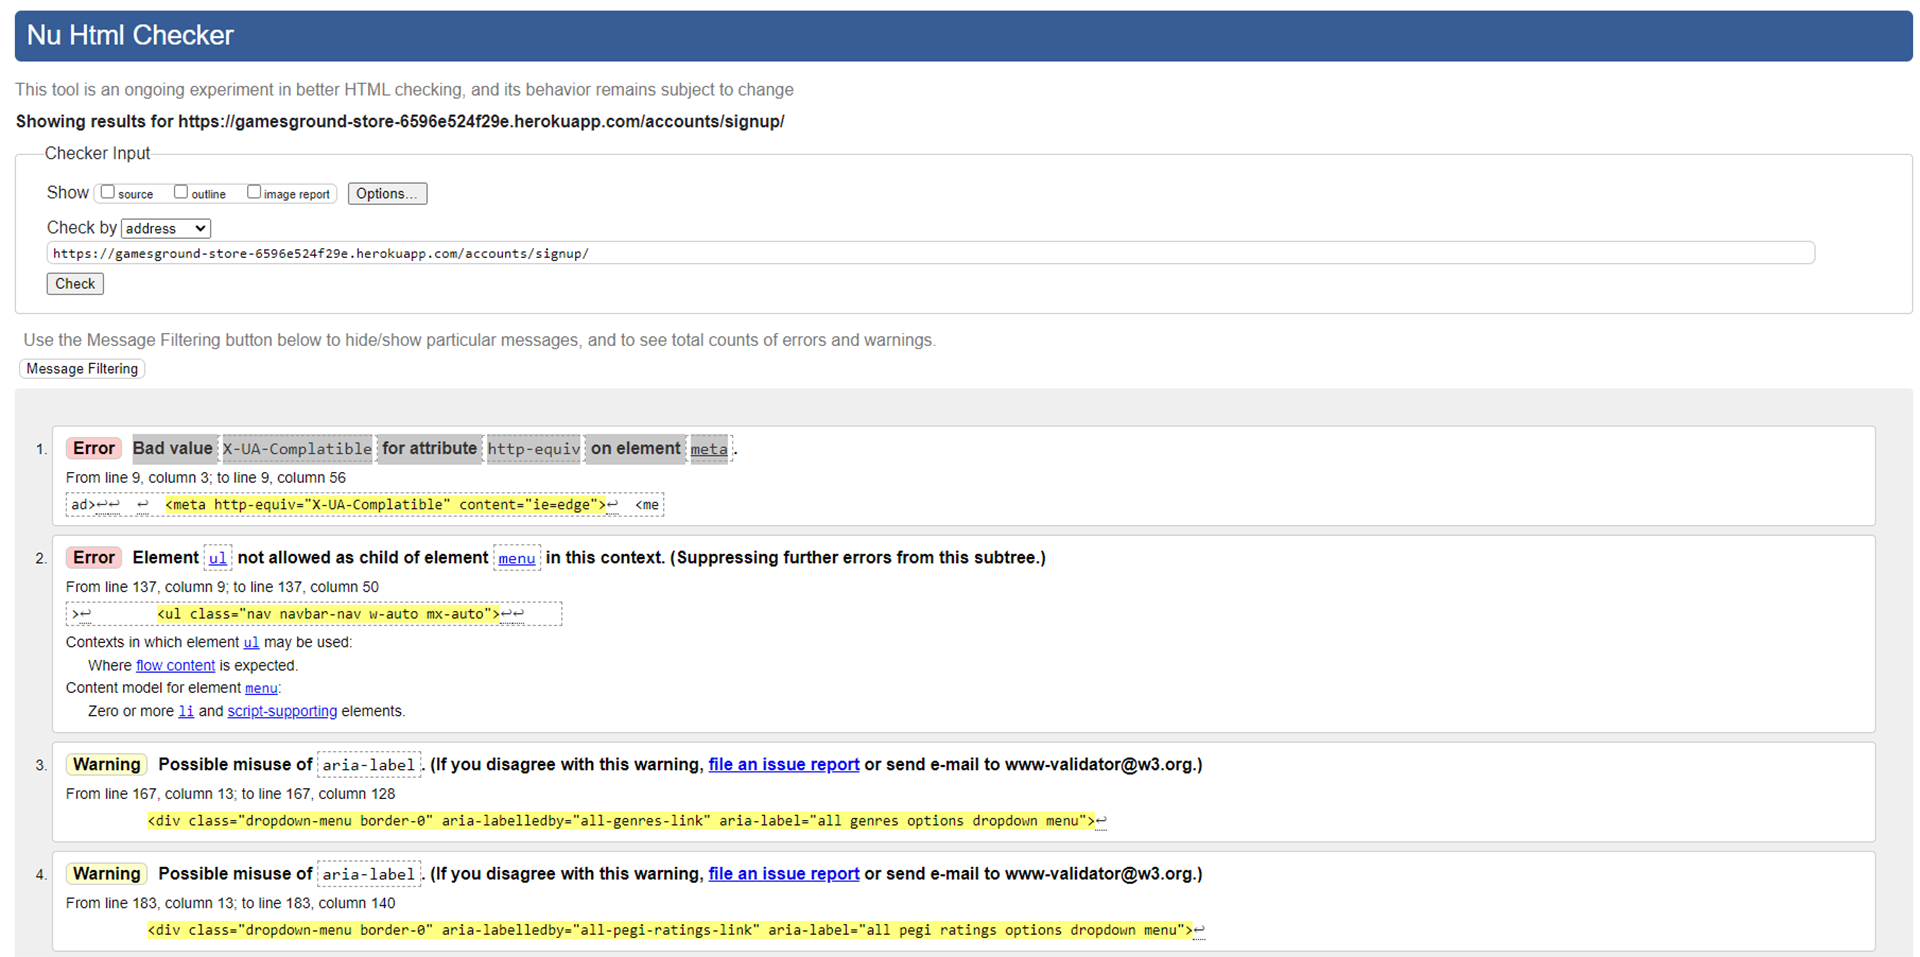 Nu Html Checker
This tool is an ongoing experiment in better HTML checking, and its behavior remains subject to change
Showing results for https://gamesground-store-6596e524f29e.herokuapp.com/accounts/signup/
Checker Input
Show source outline image report Options...
Check by address
https://gamesground-store-6596e524f29e.herokuapp.com/accounts/signup/
Check
Use the Message Filtering button below to hide/show particular messages, and to see total counts of errors and warnings.
Message Filtering
1. Error Bad value X-UA-Complatible for attribute http-equiv on element meta.
From line 9, column 3; to line 9, column 56
ad>↩↩ ↩ <meta http-equiv="X-UA-Complatible" content="ie=edge">↩ <me
2. Error Element ul not allowed as child of element menu in this context. (Suppressing further errors from this subtree.)
From line 137, column 9; to line 137, column 50
>↩ <ul class="nav navbar-nav w-auto mx-auto">↩↩
Contexts in which element ul may be used:
Where flow content is expected.
Content model for element menu:
Zero or more li and script-supporting elements.
3. Warning Possible misuse of aria-label. (If you disagree with this warning, file an issue report or send e-mail to www-validator@w3.org.)
From line 167, column 13; to line 167, column 128
<div class="dropdown-menu border-0" aria-labelledby="all-genres-link" aria-label="all genres options dropdown menu">↩
4. Warning Possible misuse of aria-label. (If you disagree with this warning, file an issue report or send e-mail to www-validator@w3.org.)
From line 183, column 13; to line 183, column 140
<div class="dropdown-menu border-0" aria-labelledby="all-pegi-ratings-link" aria-label="all pegi ratings options dropdown menu">↩